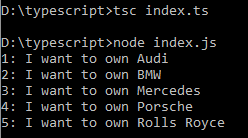 D:\typescript>tsc index.ts
D:\typescript>node index.js
1: I want to own Audi
2: I want to own BMW
3: I want to own Mercedes
4: I want to own Porsche
5: I want to own Rolls Royce